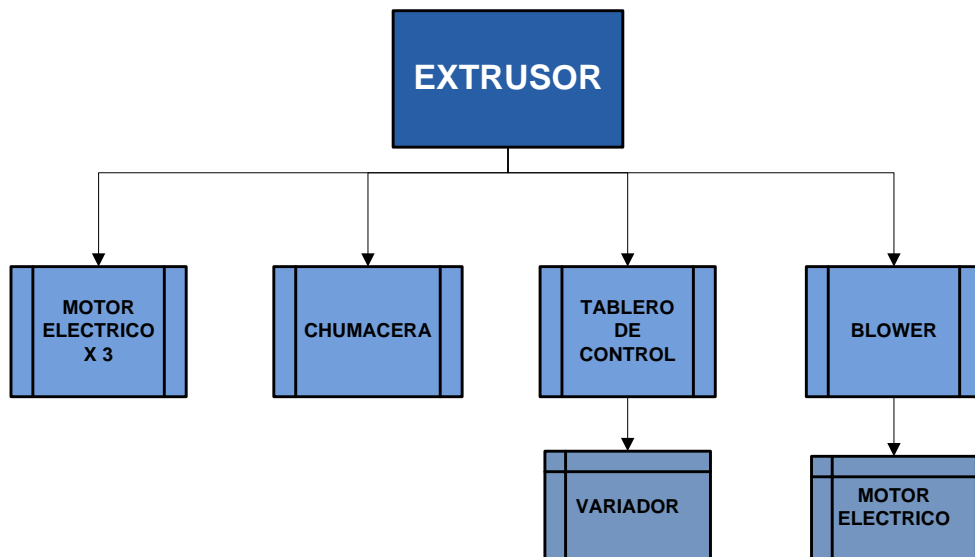 EXTRUSOR
MOTOR
ELECTRICO
X 3
CHUMACERA
TABLERO
DE
CONTROL
BLOWER
VARIADOR
MOTOR
ELECTRICO